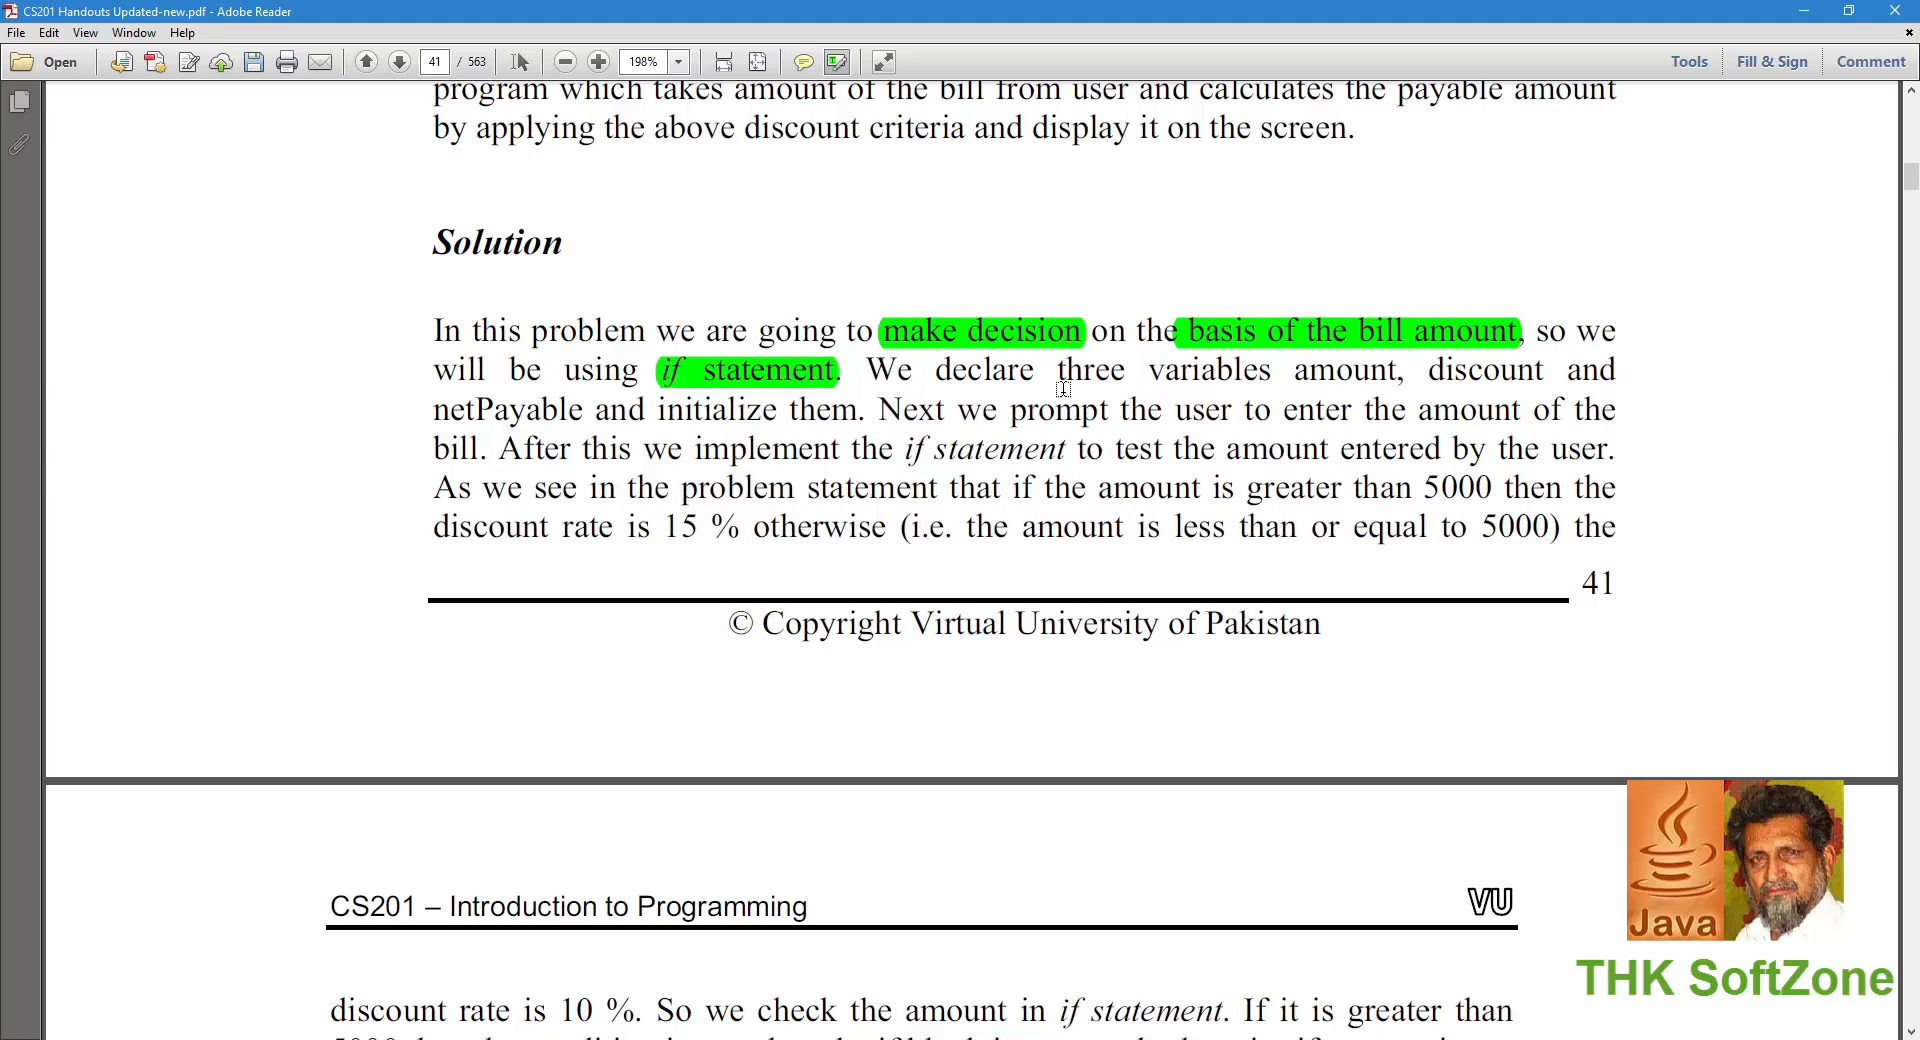 CS201 Handouts Updated-new.pdf - Adobe Reader
File Edit View Window Help
Open 41 / 563 198% Tools Fill & Sign Comment
program which takes amount of the bill from user and calculates the payable amount
by applying the above discount criteria and display it on the screen.
Solution
In this problem we are going to make decision on the basis of the bill amount, so we
will be using if statement. We declare three variables amount, discount and
netPayable and initialize them. Next we prompt the user to enter the amount of the
bill. After this we implement the if statement to test the amount entered by the user.
As we see in the problem statement that if the amount is greater than 5000 then the
discount rate is 15 % otherwise (i.e. the amount is less than or equal to 5000) the
41
© Copyright Virtual University of Pakistan
CS201 – Introduction to Programming VU
Java
THK SoftZone
discount rate is 10 %. So we check the amount in if statement. If it is greater than